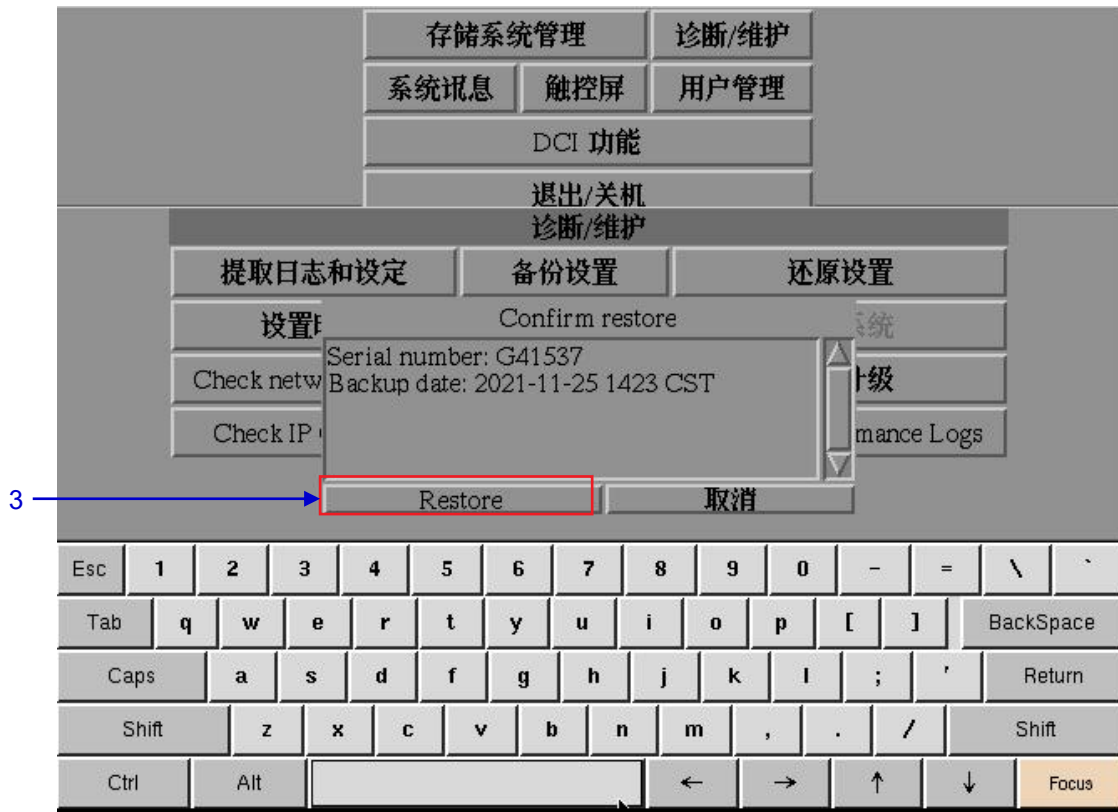 存储系统管理 诊断/维护
系统讯息 触控屏 用户管理
DCI 功能
退出/关机
诊断/维护
提取日志和设定 备份设置 还原设置
设置 系统
Confirm restore
Serial number: G41537
Backup date: 2021-11-25 1423 CST
Check netw 升级
Check IP mance Logs
3
Restore 取消
Esc 1 2 3 4 5 6 7 8 9 0 - = \ `
Tab q w e r t y u i o p [ ] BackSpace
Caps a s d f g h j k l ; ' Return
Shift z x c v b n m , . / Shift
Ctrl Alt ← → ↑ ↓ Focus